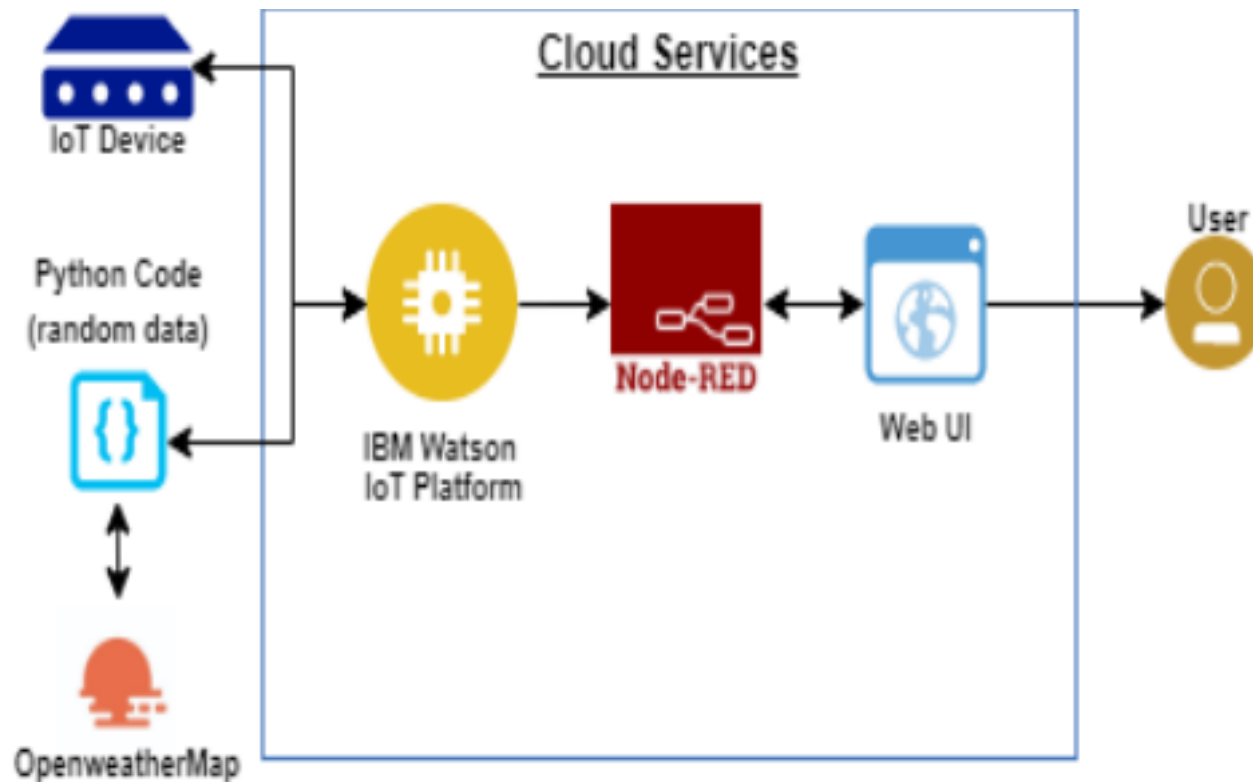 Cloud Services
IoT Device
Python Code
(random data)
OpenweatherMap
IBM Watson
IoT Platform
Node-RED
Web UI
User